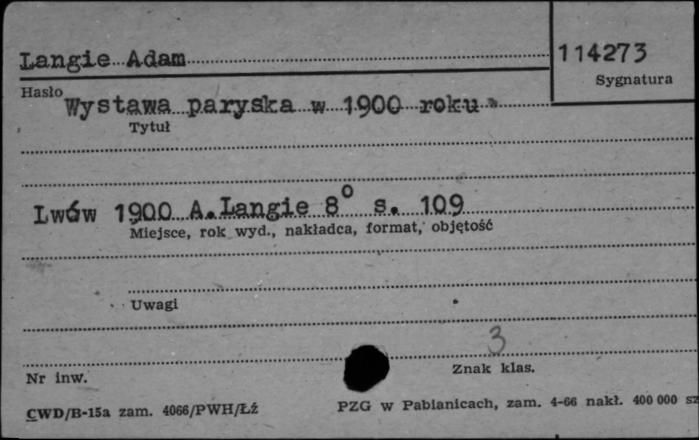 Langie Adam
114273
Sygnatura
Hasło
Wystawa paryska w 1900 roku
Tytuł
Lwów 1900 A.Langie 8° s. 109
Miejsce, rok wyd., nakładca, format, objętość
Uwagi
3
Znak klas.
Nr inw.
CWD/B-15a zam. 4066/PWH/Łż
PZG w Pabianicach, zam. 4-66 nakł. 400 000 sz